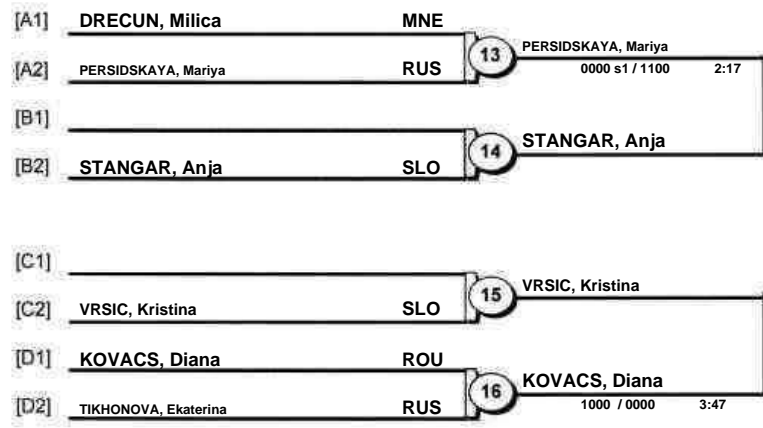 [A1] DRECUN, Milica MNE
[A2] PERSIDSKAYA, Mariya RUS
13 PERSIDSKAYA, Mariya
0000 s1 / 1100 2:17
[B1]
[B2] STANGAR, Anja SLO
14 STANGAR, Anja
[C1]
[C2] VRSIC, Kristina SLO
15 VRSIC, Kristina
[D1] KOVACS, Diana ROU
[D2] TIKHONOVA, Ekaterina RUS
16 KOVACS, Diana
1000 / 0000 3:47